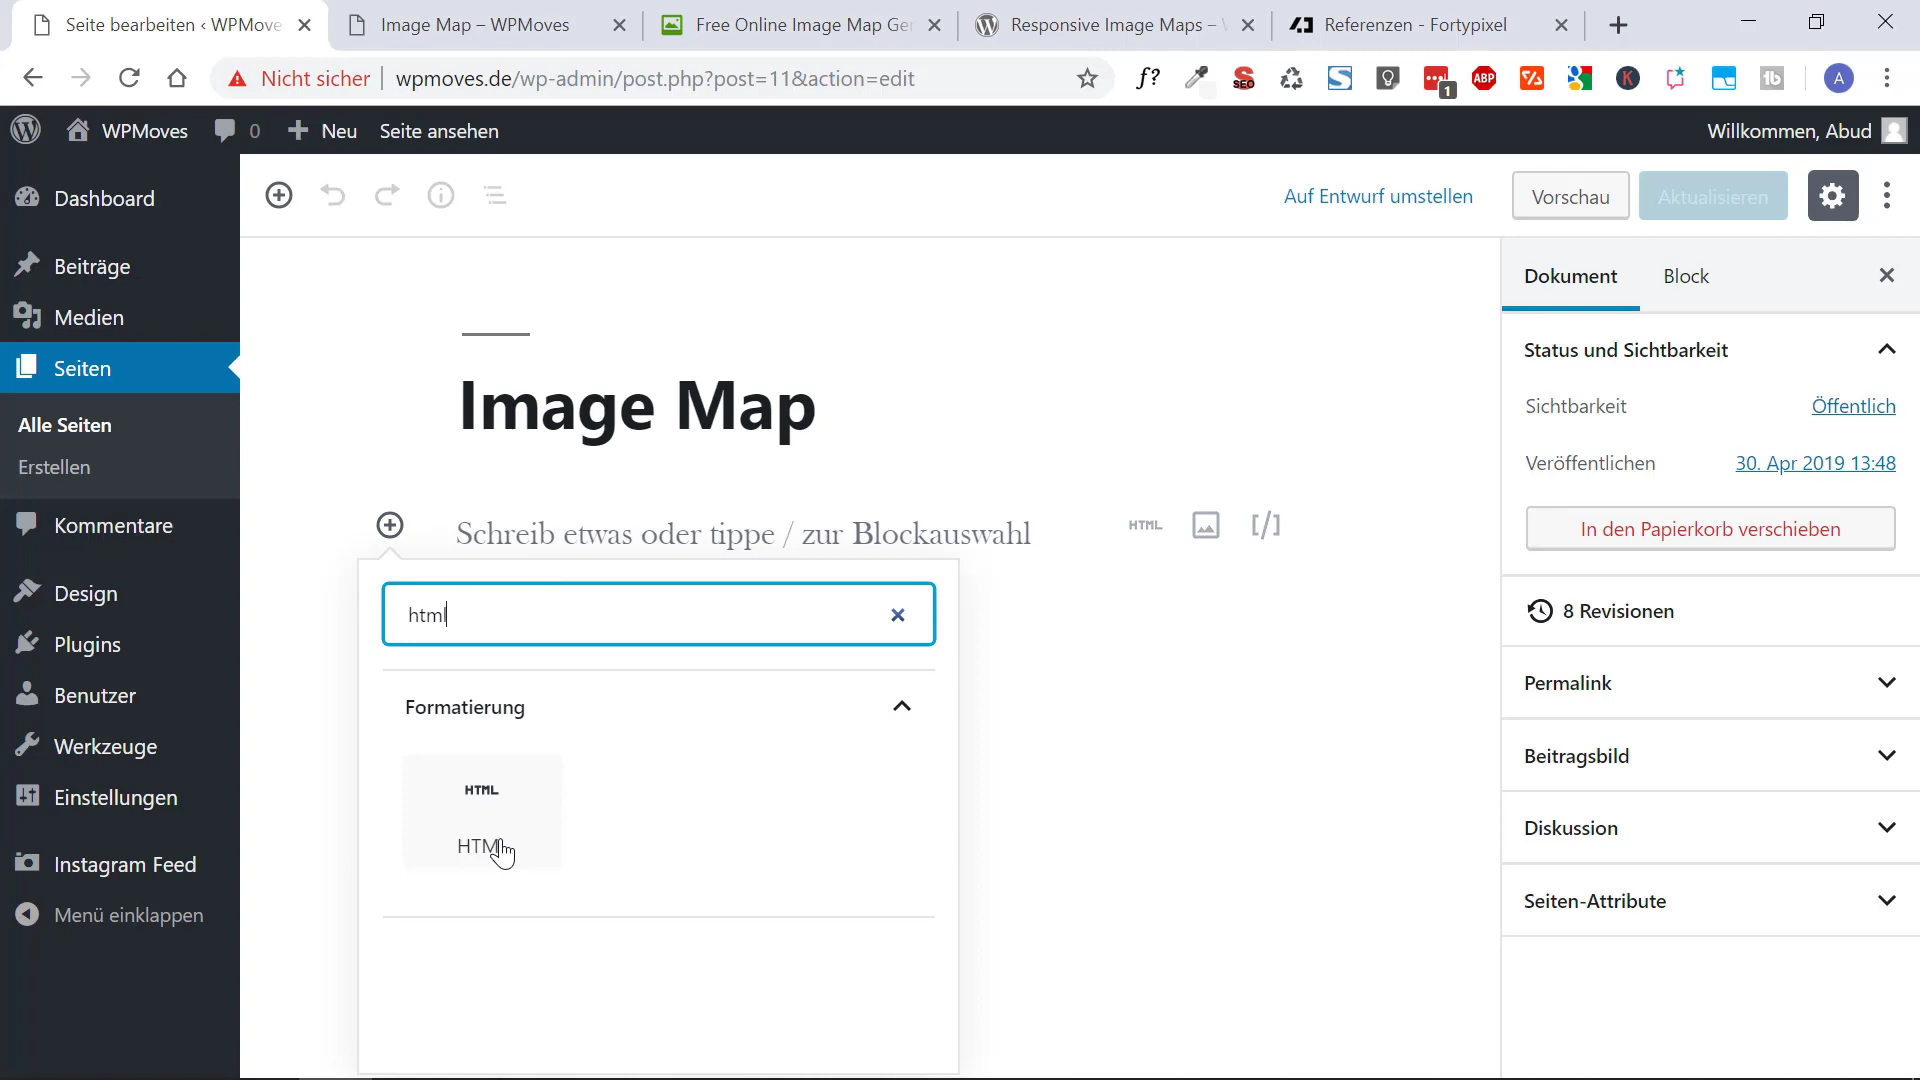 Seite bearbeiten ‹ WPMove
Image Map – WPMoves
Free Online Image Map Ge
Responsive Image Maps –
Referenzen - Fortypixel
Nicht sicher
wpmoves.de/wp-admin/post.php?post=11&action=edit
f?
SEO
1
ABP
K
1b
A
WPMoves
0
Neu
Seite ansehen
Willkommen, Abud
Dashboard
Beiträge
Medien
Seiten
Alle Seiten
Erstellen
Kommentare
Design
Plugins
Benutzer
Werkzeuge
Einstellungen
Instagram Feed
Menü einklappen
Auf Entwurf umstellen
Vorschau
Aktualisieren
Image Map
Schreib etwas oder tippe / zur Blockauswahl
HTML
[/]
html
Formatierung
HTML
HTML
Dokument
Block
Status und Sichtbarkeit
Sichtbarkeit
Öffentlich
Veröffentlichen
30. Apr 2019 13:48
In den Papierkorb verschieben
8 Revisionen
Permalink
Beitragsbild
Diskussion
Seiten-Attribute